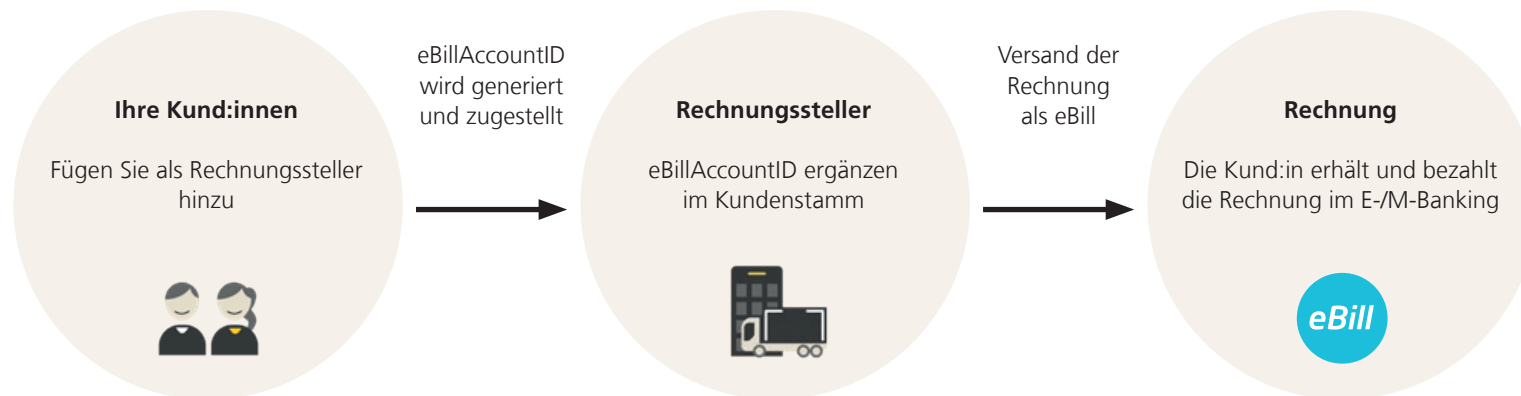 Ihre Kund:innen
Fügen Sie als Rechnungssteller
hinzu
eBillAccountID
wird generiert
und zugestellt
Rechnungssteller
eBillAccountID ergänzen
im Kundenstamm
Versand der
Rechnung
als eBill
Rechnung
Die Kund:in erhält und bezahlt
die Rechnung im E-/M-Banking
eBill